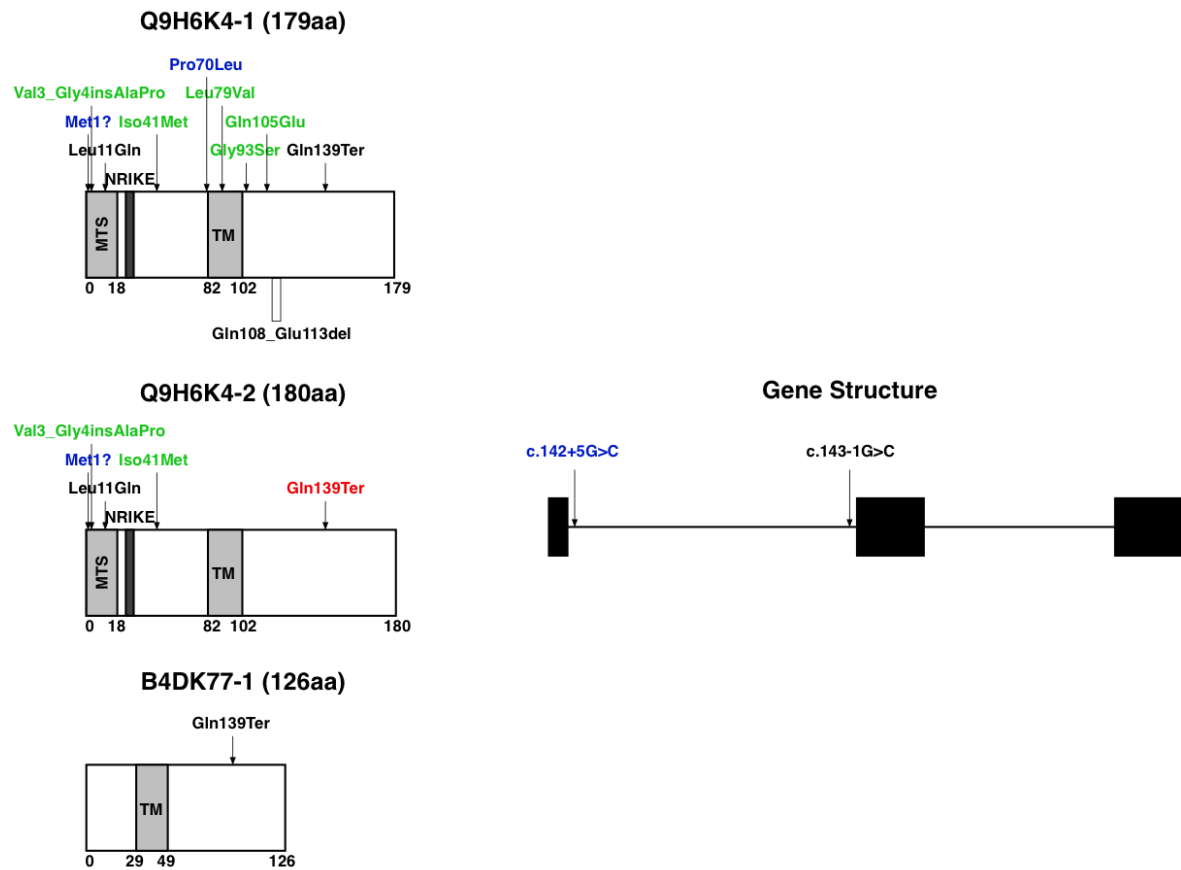 Q9H6K4-1 (179aa)
Pro70Leu
Val3_Gly4insAlaPro Leu79Val
Met1? Iso41Met Gln105Glu
Leu11Gln Gly93Ser Gln139Ter
NRIKE
MTS TM
0 18 82 102 179
Gln108_Glu113del
Q9H6K4-2 (180aa)
Val3_Gly4insAlaPro
Met1? Iso41Met
Leu11Gln Gln139Ter
NRIKE
MTS TM
0 18 82 102 180
Gene Structure
c.142+5G>C c.143-1G>C
B4DK77-1 (126aa)
Gln139Ter
TM
0 29 49 126